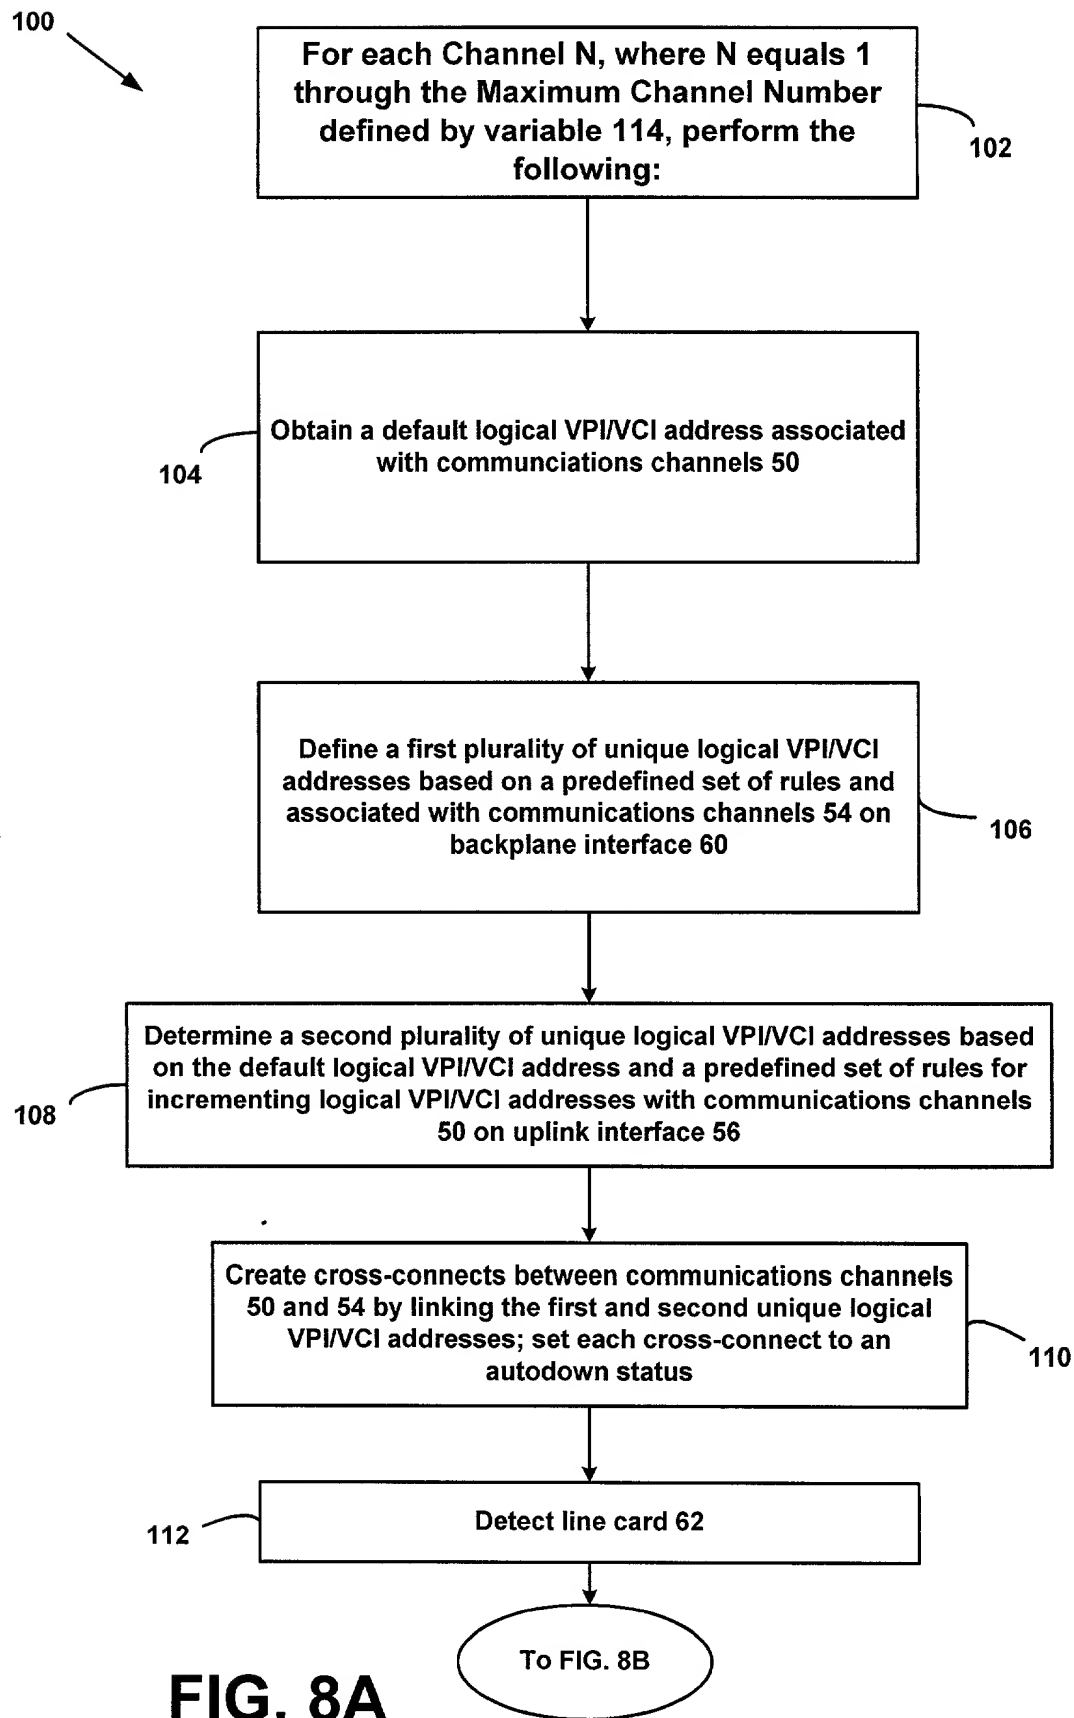 100
For each Channel N, where N equals 1
through the Maximum Channel Number
defined by variable 114, perform the
following:
102
Obtain a default logical VPI/VCI address associated
with communciations channels 50
104
Define a first plurality of unique logical VPI/VCI
addresses based on a predefined set of rules and
associated with communications channels 54 on
backplane interface 60
106
Determine a second plurality of unique logical VPI/VCI addresses based
on the default logical VPI/VCI address and a predefined set of rules for
incrementing logical VPI/VCI addresses with communications channels
50 on uplink interface 56
108
Create cross-connects between communications channels
50 and 54 by linking the first and second unique logical
VPI/VCI addresses; set each cross-connect to an
autodown status
110
Detect line card 62
112
To FIG. 8B
FIG. 8A